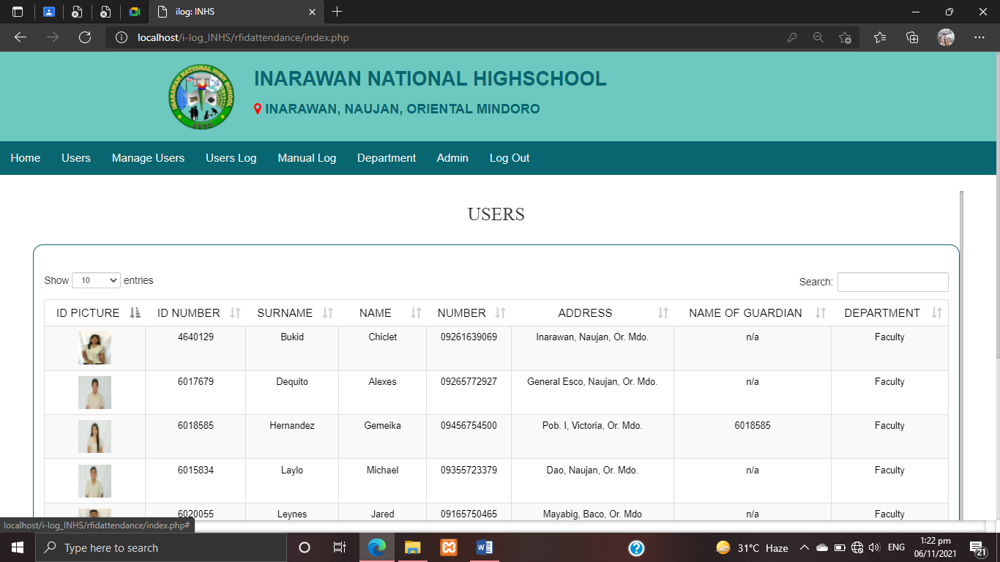 ilog: INHS
localhost/i-log_INHS/rfidattendance/index.php
INARAWAN NATIONAL HIGH SCHOOL
2000
INARAWAN NATIONAL HIGHSCHOOL
INARAWAN, NAUJAN, ORIENTAL MINDORO
Home Users Manage Users Users Log Manual Log Department Admin Log Out
USERS
Show 10 entries Search:
ID PICTURE ID NUMBER SURNAME NAME NUMBER ADDRESS NAME OF GUARDIAN DEPARTMENT
4640129 Bukid Chiclet 09261639069 Inarawan, Naujan, Or. Mdo. n/a Faculty
6017679 Dequito Alexes 09265772927 General Esco, Naujan, Or. Mdo. n/a Faculty
6018585 Hernandez Gemeika 09456754500 Pob. I, Victoria, Or. Mdo. 6018585 Faculty
6015834 Laylo Michael 09355723379 Dao, Naujan, Or. Mdo. n/a Faculty
6020055 Leynes Jared 09165750465 Mayabig, Baco, Or. Mdo n/a Faculty
localhost/i-log_INHS/rfidattendance/index.php#
Type here to search
31°C Haze
ENG
1:22 pm
06/11/2021
21